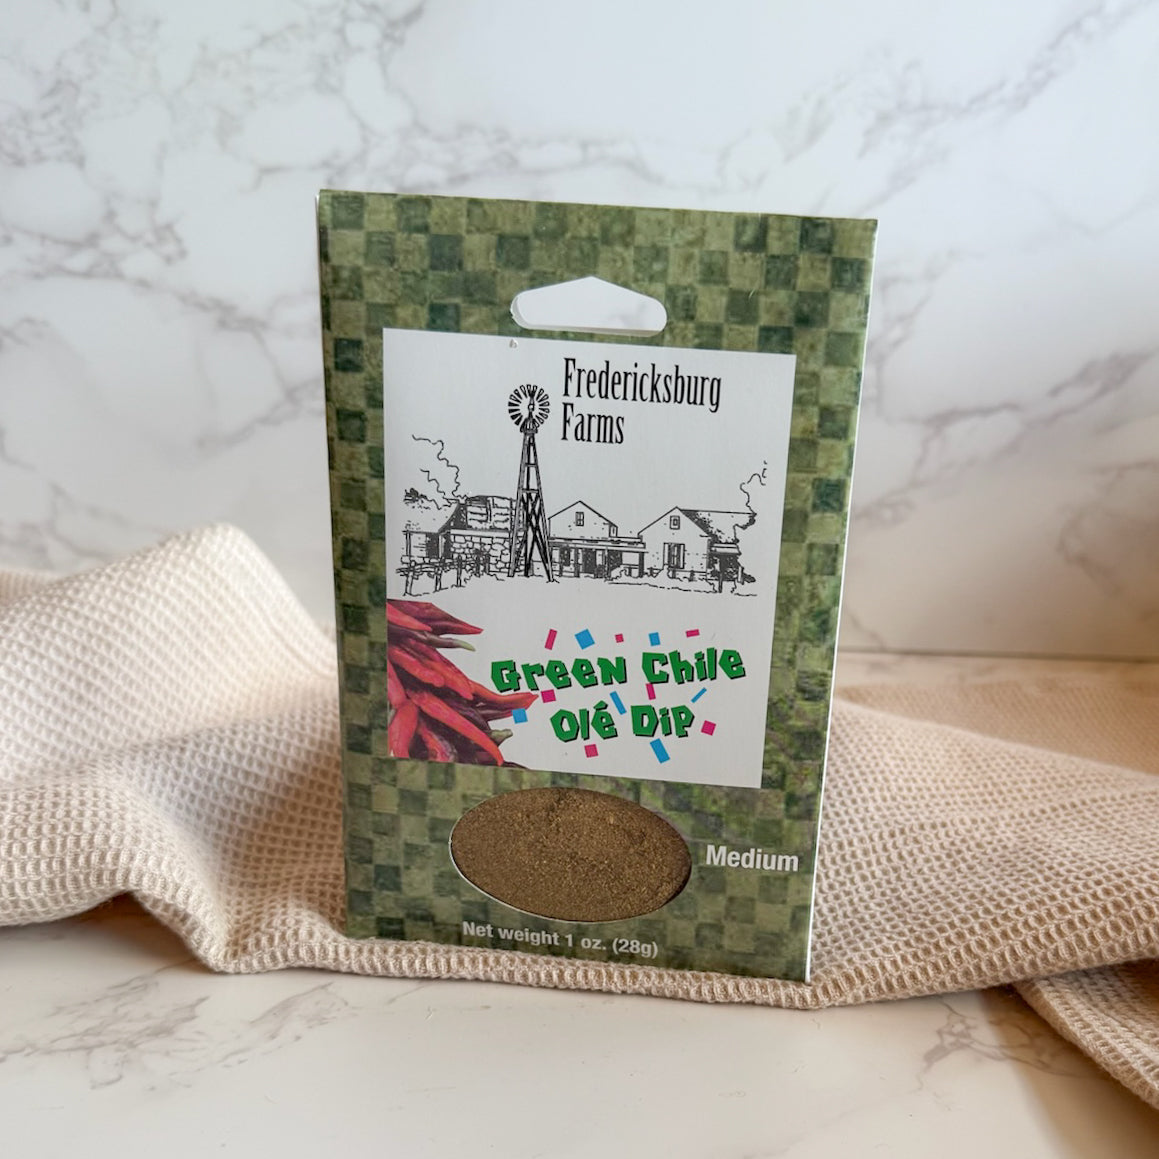 Fredericksburg
Farms
Green Chile
Olé Dip
Medium
Net weight 1 oz. (28g)